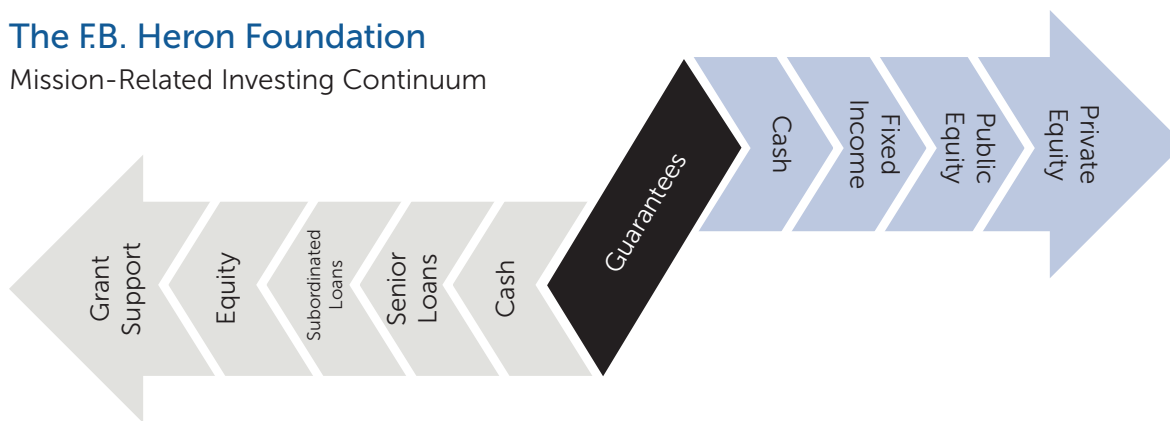 The F.B. Heron Foundation
Mission-Related Investing Continuum
Grant
Support
Equity
Subordinated
Loans
Senior
Loans
Cash
Guarantees
Cash
Fixed
Income
Public
Equity
Private
Equity